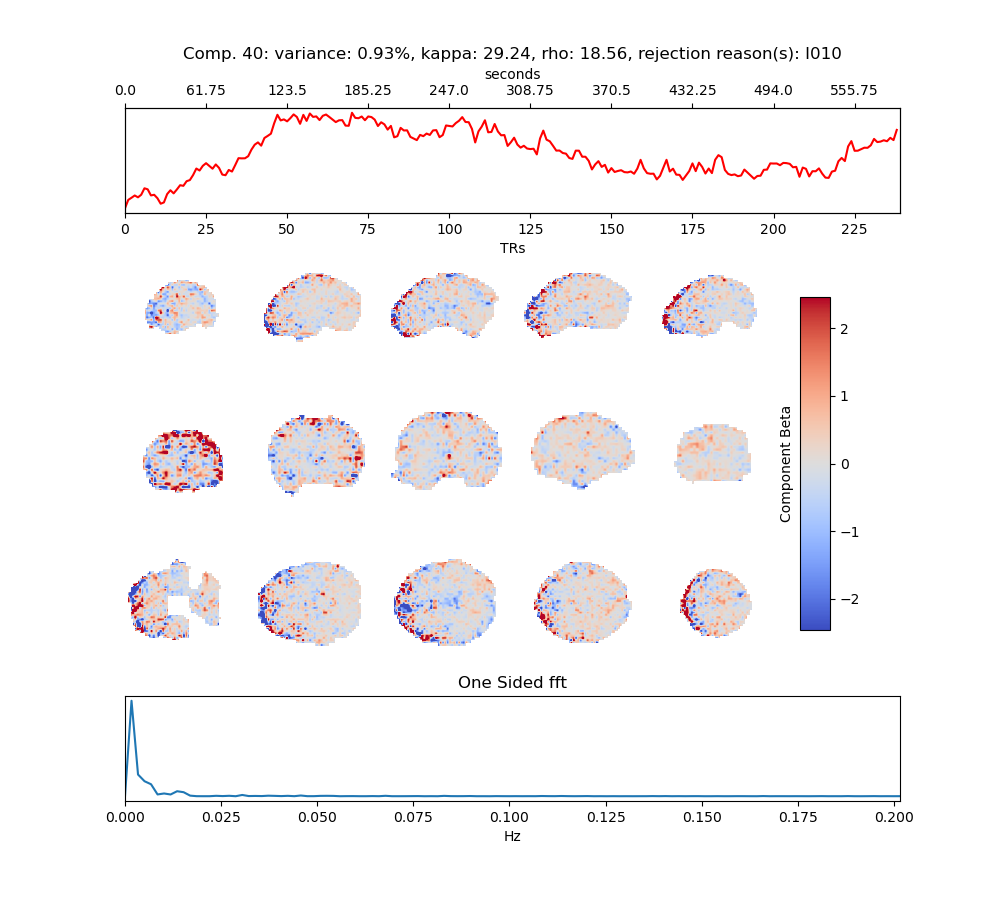 Comp. 40: variance: 0.93%, kappa: 29.24, rho: 18.56, rejection reason(s): I010
seconds
0.0 61.75 123.5 185.25 247.0 308.75 370.5 432.25 494.0 555.75
0 25 50 75 100 125 150 175 200 225
TRs
2
1
0
−1
−2
Component Beta
One Sided fft
0.000 0.025 0.050 0.075 0.100 0.125 0.150 0.175 0.200
Hz